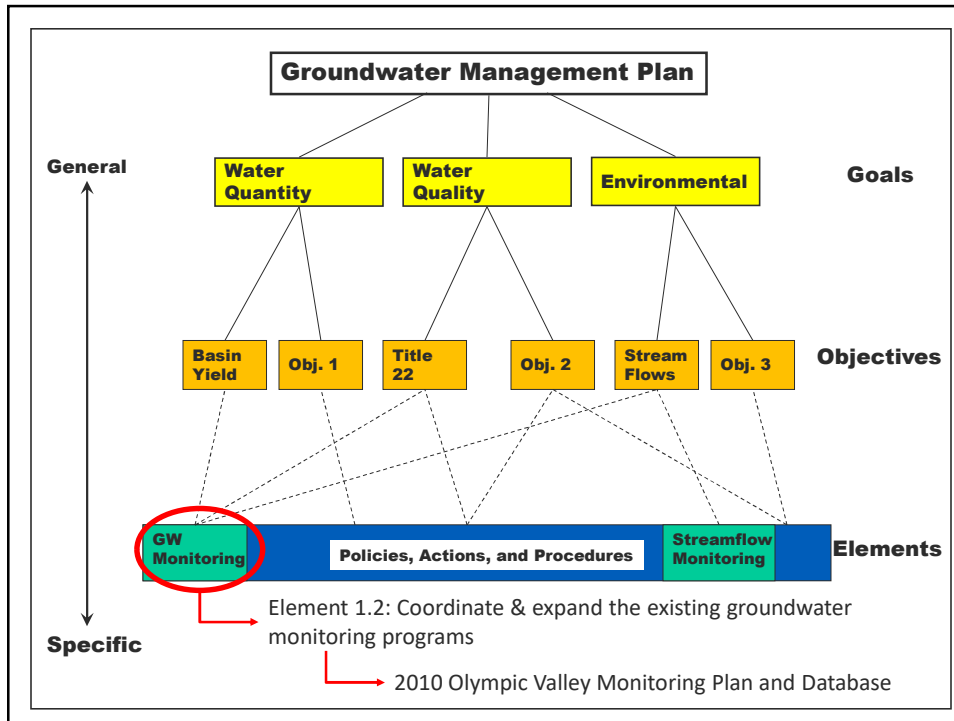 Groundwater Management Plan
General
Water
Quantity
Water
Quality
Environmental
Goals
Basin
Yield
Obj. 1
Title
22
Obj. 2
Stream
Flows
Obj. 3
Objectives
GW
Monitoring
Policies, Actions, and Procedures
Streamflow
Monitoring
Elements
Element 1.2: Coordinate & expand the existing groundwater
monitoring programs
Specific
2010 Olympic Valley Monitoring Plan and Database